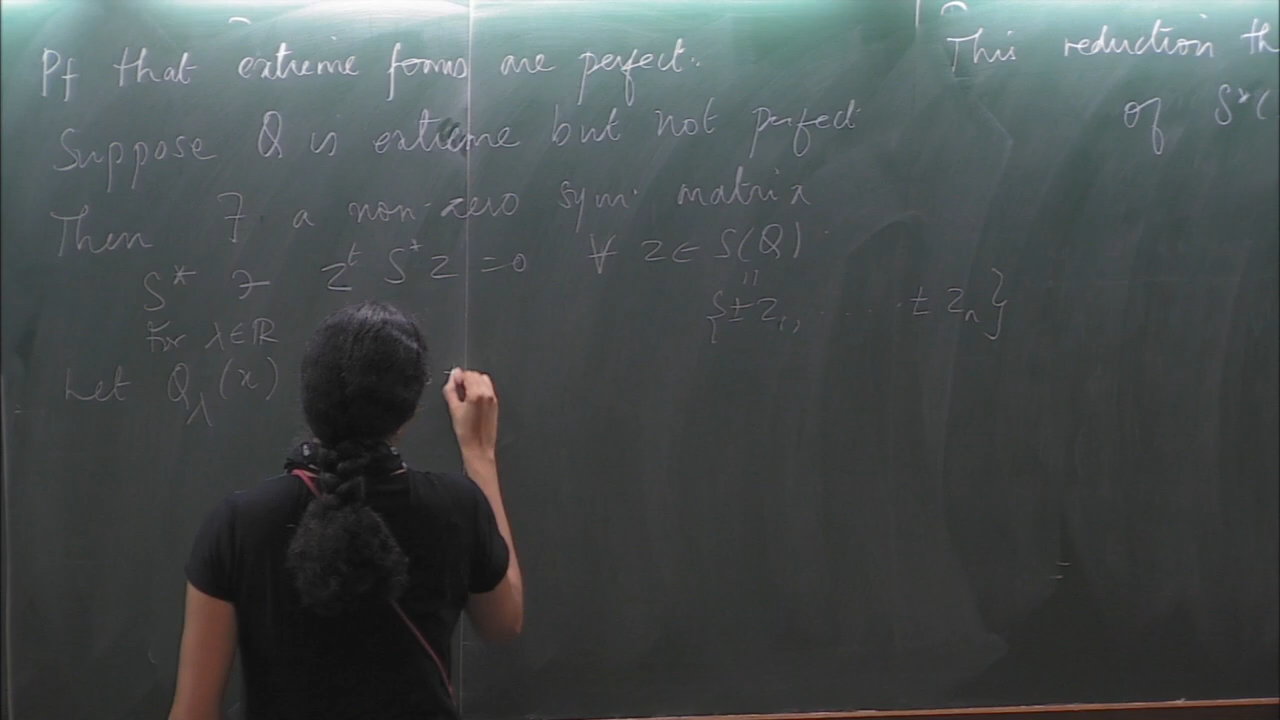 Pf that extreme forms are perfect.
Suppose Q is extreme but not perfect
Then ∃ a non-zero sym. matrix
S* ∋ z^t S* z = 0 ∀ z ∈ S(Q)
"
{±z₁, ..... ±zₙ}
For λ∈ℝ
Let Q_λ(x)
This reduction th
of S*(